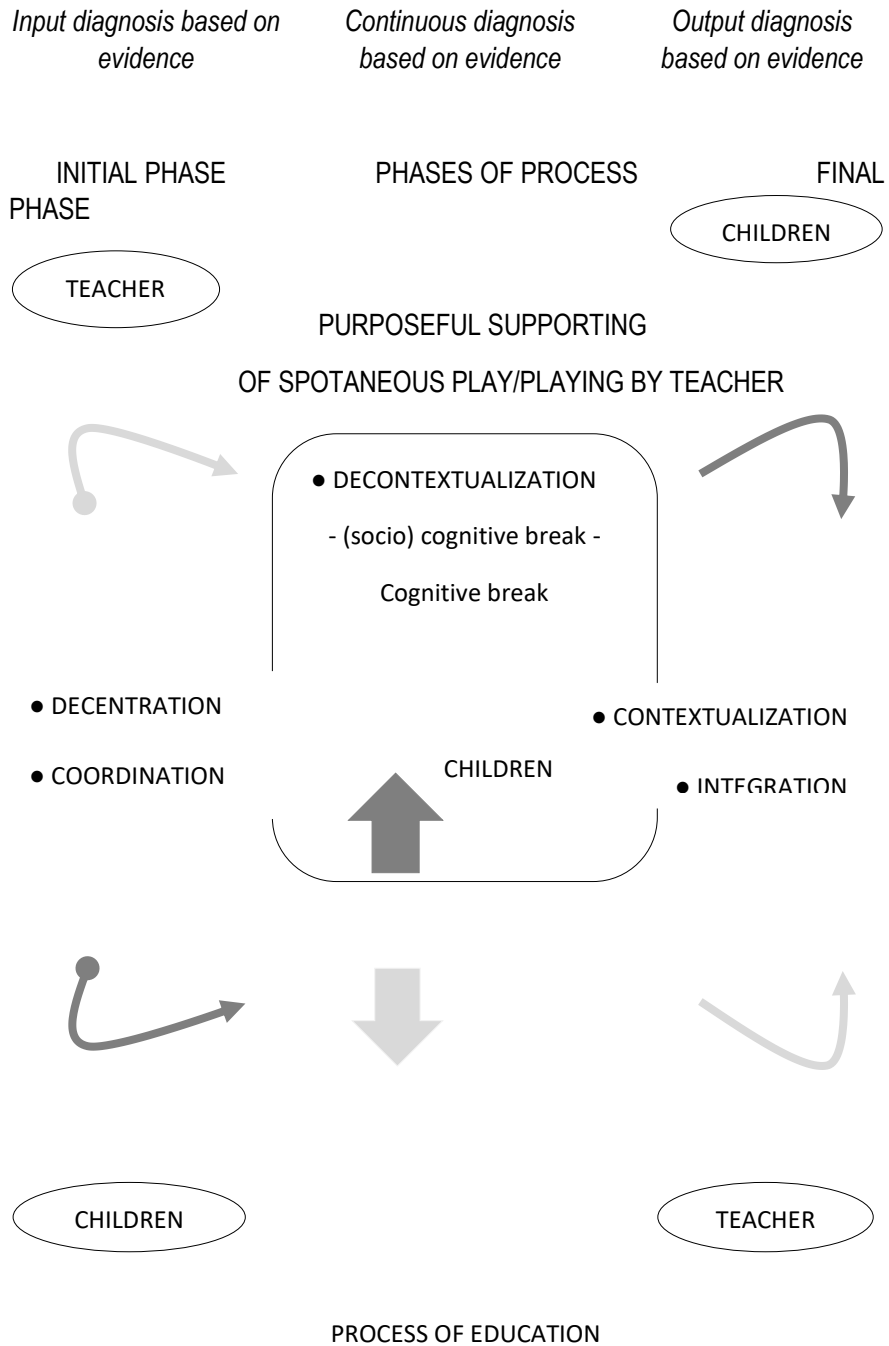 Input diagnosis based on evidence
Continuous diagnosis based on evidence
Output diagnosis based on evidence
INITIAL PHASE PHASES OF PROCESS FINAL
PHASE
CHILDREN
TEACHER
PURPOSEFUL SUPPORTING
OF SPOTANEOUS PLAY/PLAYING BY TEACHER
● DECONTEXTUALIZATION
- (socio) cognitive break -
Cognitive break
● DECENTRATION
● CONTEXTUALIZATION
● COORDINATION
CHILDREN
● INTEGRATION
CHILDREN
TEACHER
PROCESS OF EDUCATION